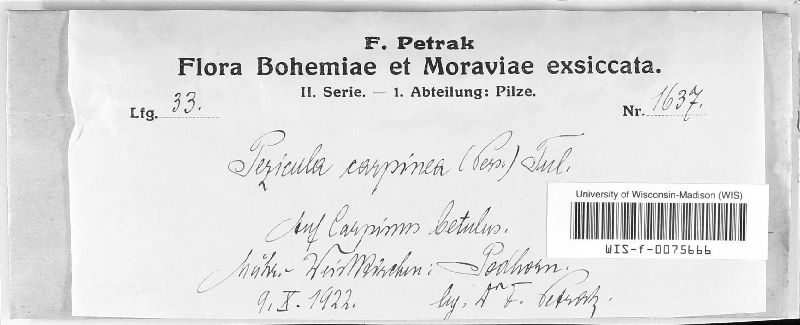 F. Petrak
Flora Bohemiae et Moraviae exsiccata.
II. Serie. — 1. Abteilung: Pilze.
Lfg. 33.
Nr. 1637.
Pezicula carpinea (Pers.) Tul.
University of Wisconsin-Madison (WIS)
WIS-f-0075666
Auf Carpinus betulus.
Mähr.-Weisskirchen: Podhorn.
9. X. 1922. lg. Dr F. Petrak.